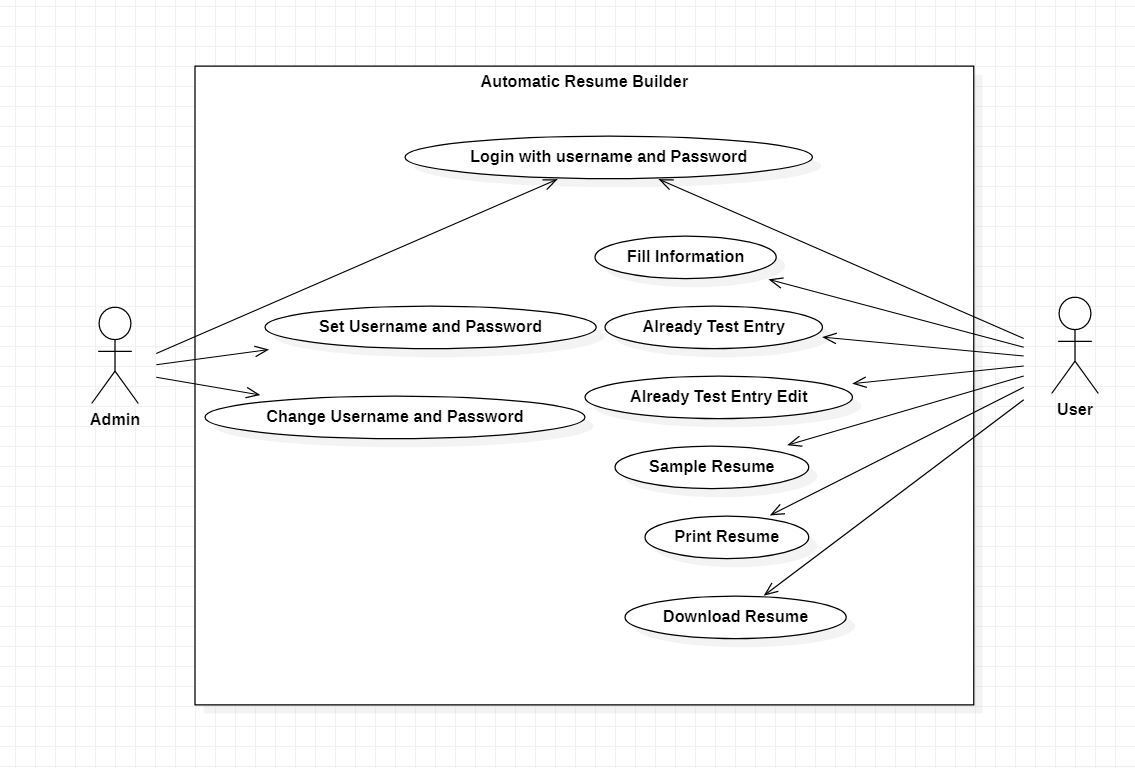 Automatic Resume Builder
Login with username and Password
Fill Information
Set Username and Password
Already Test Entry
Already Test Entry Edit
Change Username and Password
Admin
User
Sample Resume
Print Resume
Download Resume